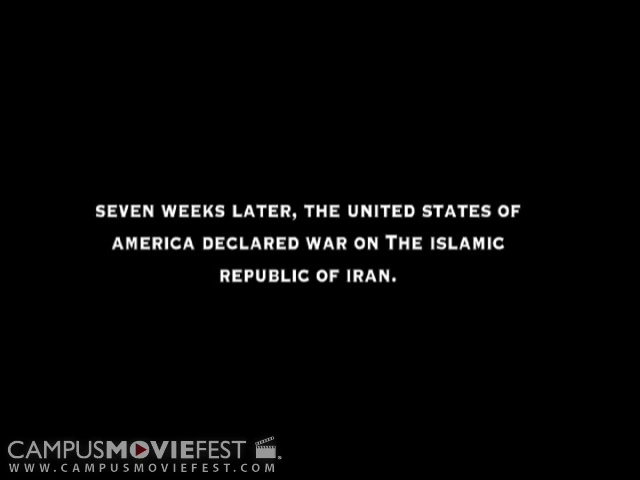 SEVEN WEEKS LATER, THE UNITED STATES OF
AMERICA DECLARED WAR ON THE ISLAMIC
REPUBLIC OF IRAN.
CAMPUSMOVIEFEST
WWW.CAMPUSMOVIEFEST.COM